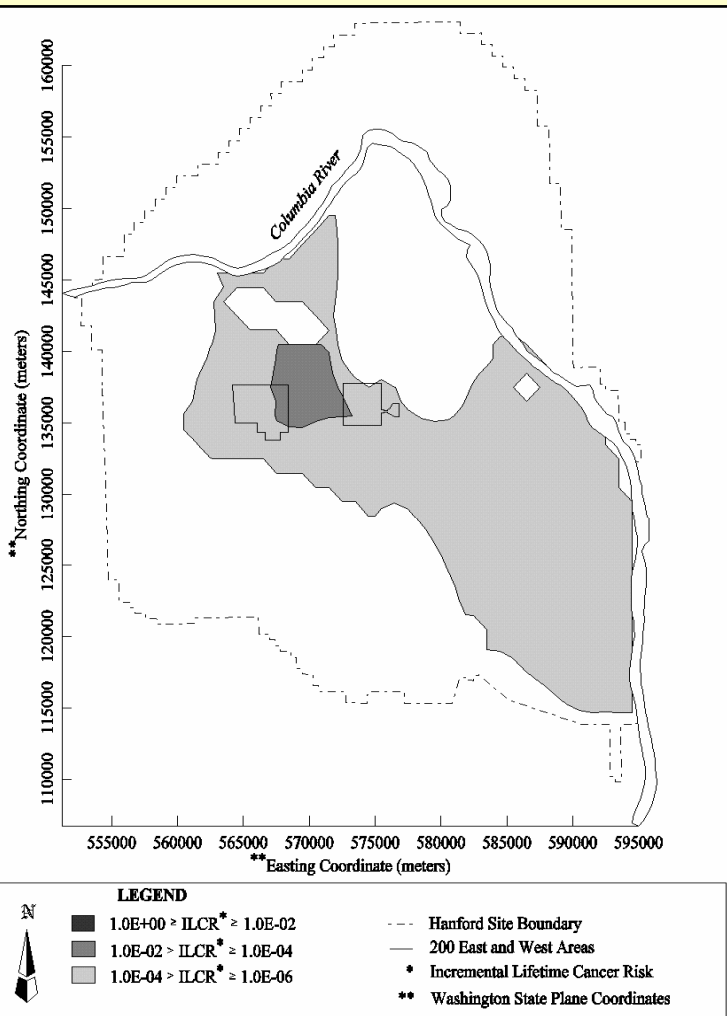 160000
155000
150000
145000
140000
135000
130000
125000
120000
115000
110000
**Northing Coordinate (meters)
Columbia River
555000 560000 565000 570000 575000 580000 585000 590000 595000
**Easting Coordinate (meters)
N
LEGEND
1.0E+00 ≥ ILCR* ≥ 1.0E-02
1.0E-02 > ILCR* ≥ 1.0E-04
1.0E-04 > ILCR* ≥ 1.0E-06
Hanford Site Boundary
200 East and West Areas
* Incremental Lifetime Cancer Risk
** Washington State Plane Coordinates